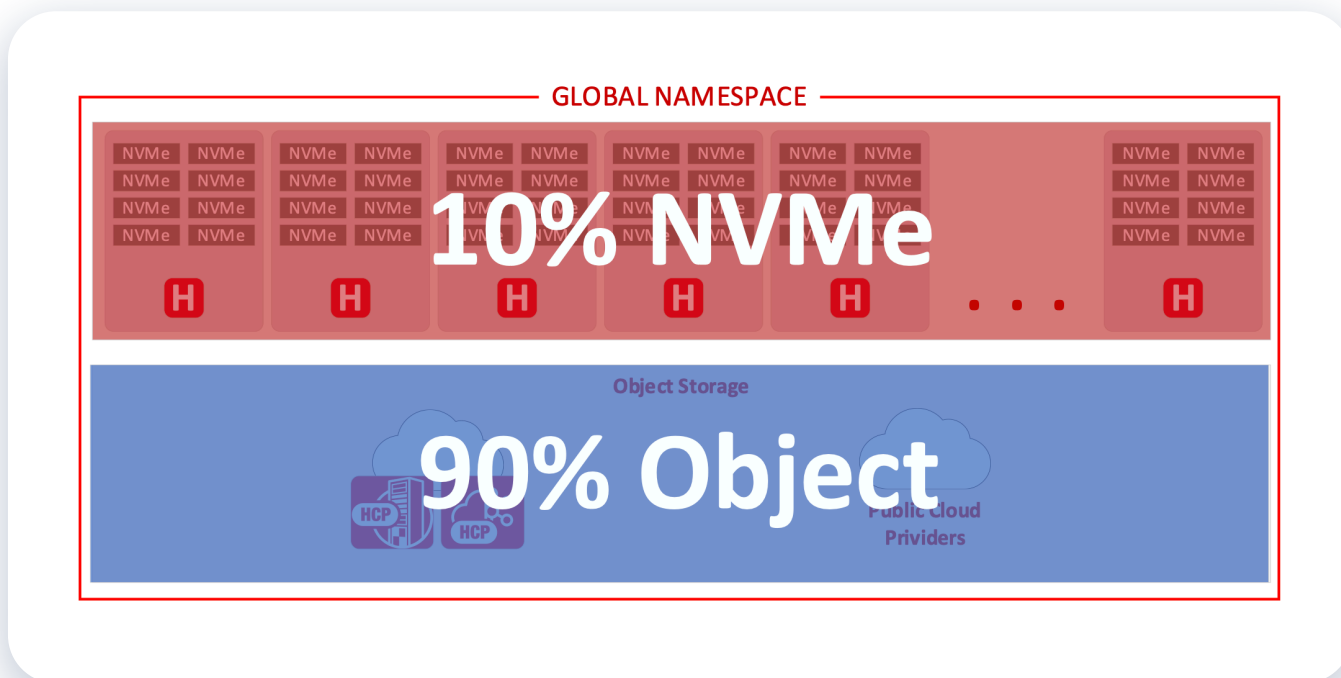 GLOBAL NAMESPACE
NVMe NVMe NVMe NVMe NVMe NVMe NVMe NVMe NVMe NVMe NVMe NVMe
NVMe NVMe NVMe NVMe NVMe NVMe NVMe NVMe NVMe NVMe NVMe NVMe
NVMe NVMe NVMe NVMe NVMe NVMe NVMe NVMe NVMe NVMe NVMe NVMe
NVMe NVMe NVMe NVMe NVMe NVMe NVMe NVMe NVMe NVMe NVMe NVMe
10% NVMe
H H H H H . . . H
Object Storage
90% Object
HCP HCP
Public Cloud
Providers